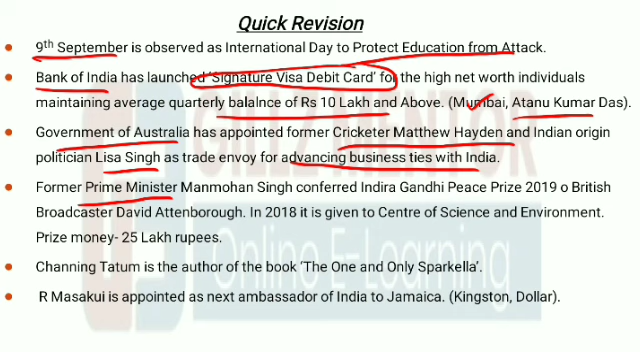 Quick Revision
9th September is observed as International Day to Protect Education from Attack.
Bank of India has launched 'Signature Visa Debit Card' for the high net worth individuals
maintaining average quarterly balalnce of Rs 10 Lakh and Above. (Mumbai, Atanu Kumar Das).
Government of Australia has appointed former Cricketer Matthew Hayden and Indian origin
politician Lisa Singh as trade envoy for advancing business ties with India.
Former Prime Minister Manmohan Singh conferred Indira Gandhi Peace Prize 2019 o British
Broadcaster David Attenborough. In 2018 it is given to Centre of Science and Environment.
Prize money- 25 Lakh rupees.
Channing Tatum is the author of the book 'The One and Only Sparkella'.
R Masakui is appointed as next ambassador of India to Jamaica. (Kingston, Dollar).
Online E-Learning